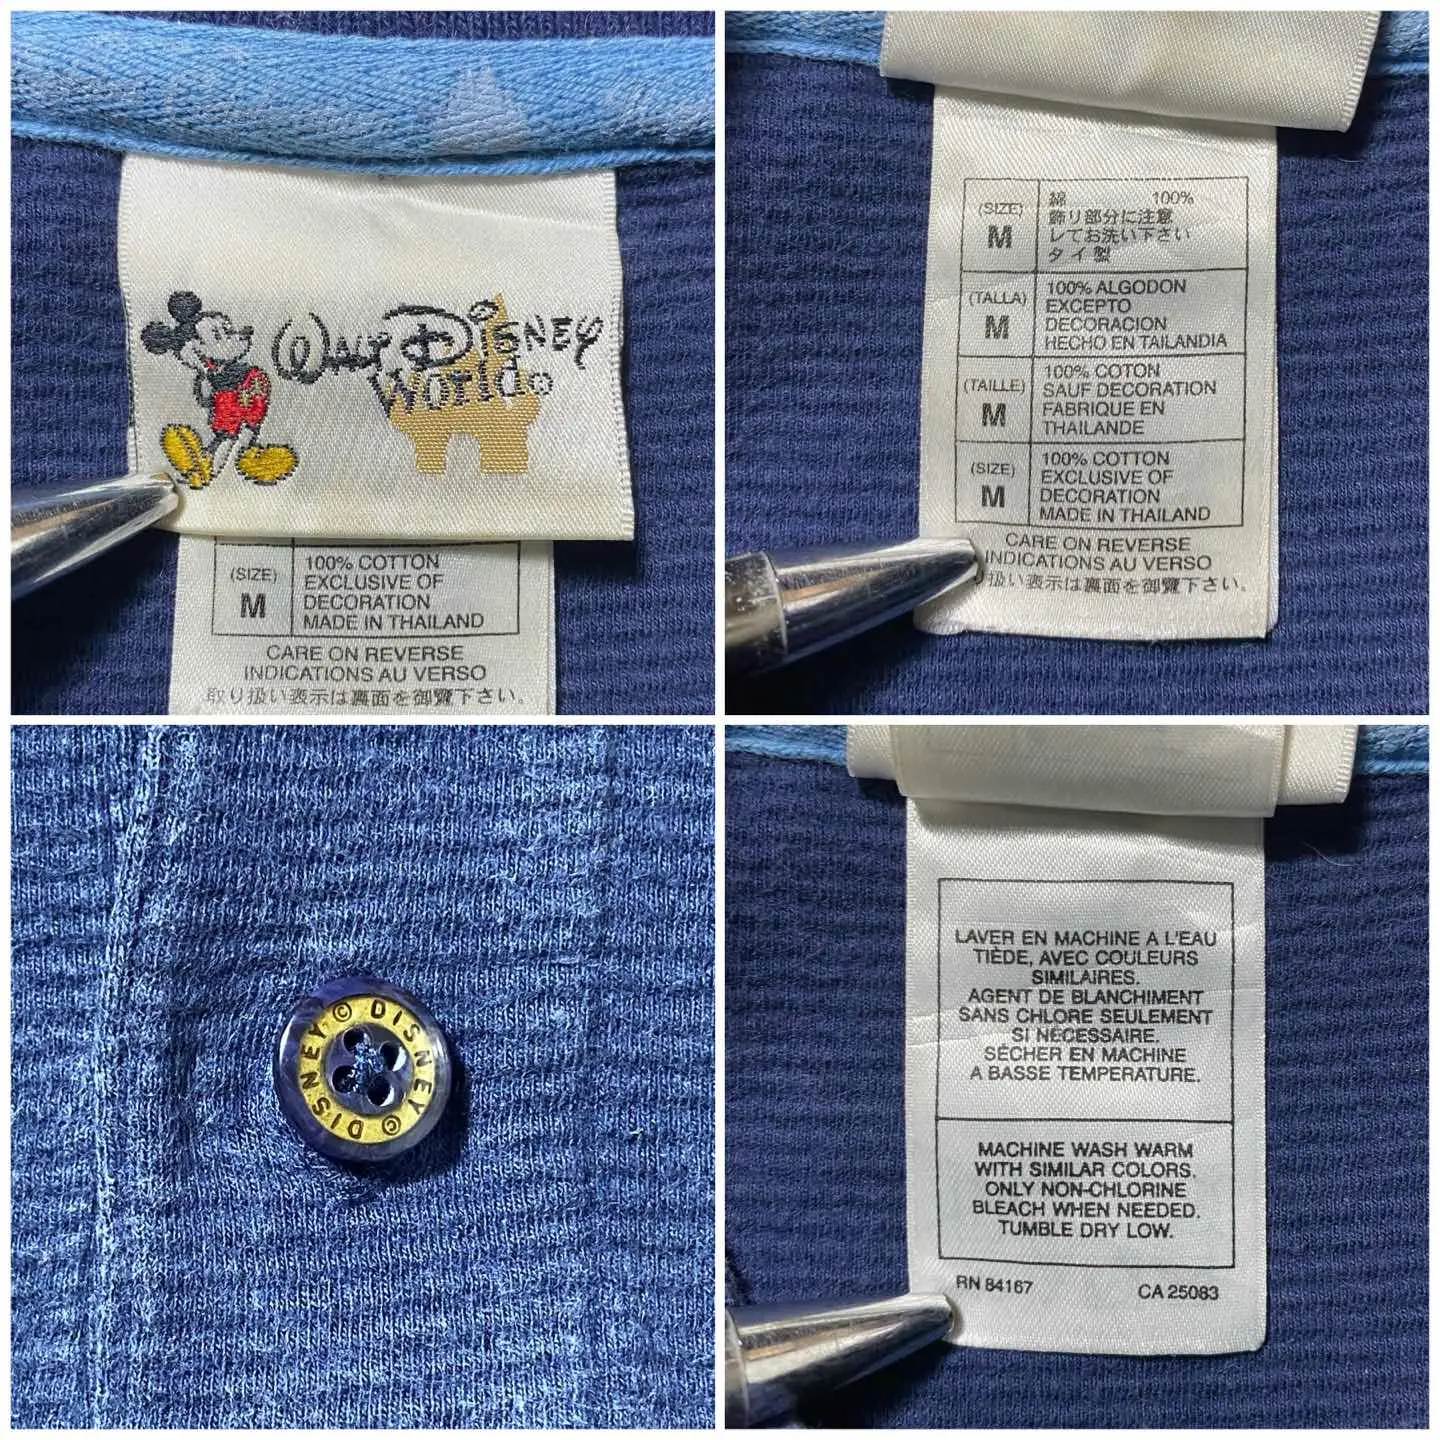 WALT DISNEY
World©
(SIZE)
M
100% COTTON
EXCLUSIVE OF
DECORATION
MADE IN THAILAND
CARE ON REVERSE
INDICATIONS AU VERSO
取り扱い表示は裏面を御覧下さい。
(SIZE)
M
綿 100%
飾り部分に注意
してお洗い下さい
タイ製
(TALLA)
M
100% ALGODON
EXCEPTO
DECORACION
HECHO EN TAILANDIA
(TAILLE)
M
100% COTON
SAUF DECORATION
FABRIQUE EN
THAILANDE
(SIZE)
M
100% COTTON
EXCLUSIVE OF
DECORATION
MADE IN THAILAND
CARE ON REVERSE
INDICATIONS AU VERSO
扱い表示は裏面を御覧下さい。
© DISNEY © DISNEY
LAVER EN MACHINE A L'EAU
TIÈDE, AVEC COULEURS
SIMILAIRES.
AGENT DE BLANCHIMENT
SANS CHLORE SEULEMENT
SI NÉCESSAIRE.
SÉCHER EN MACHINE
A BASSE TEMPERATURE.
MACHINE WASH WARM
WITH SIMILAR COLORS.
ONLY NON-CHLORINE
BLEACH WHEN NEEDED.
TUMBLE DRY LOW.
RN 84167 CA 25083